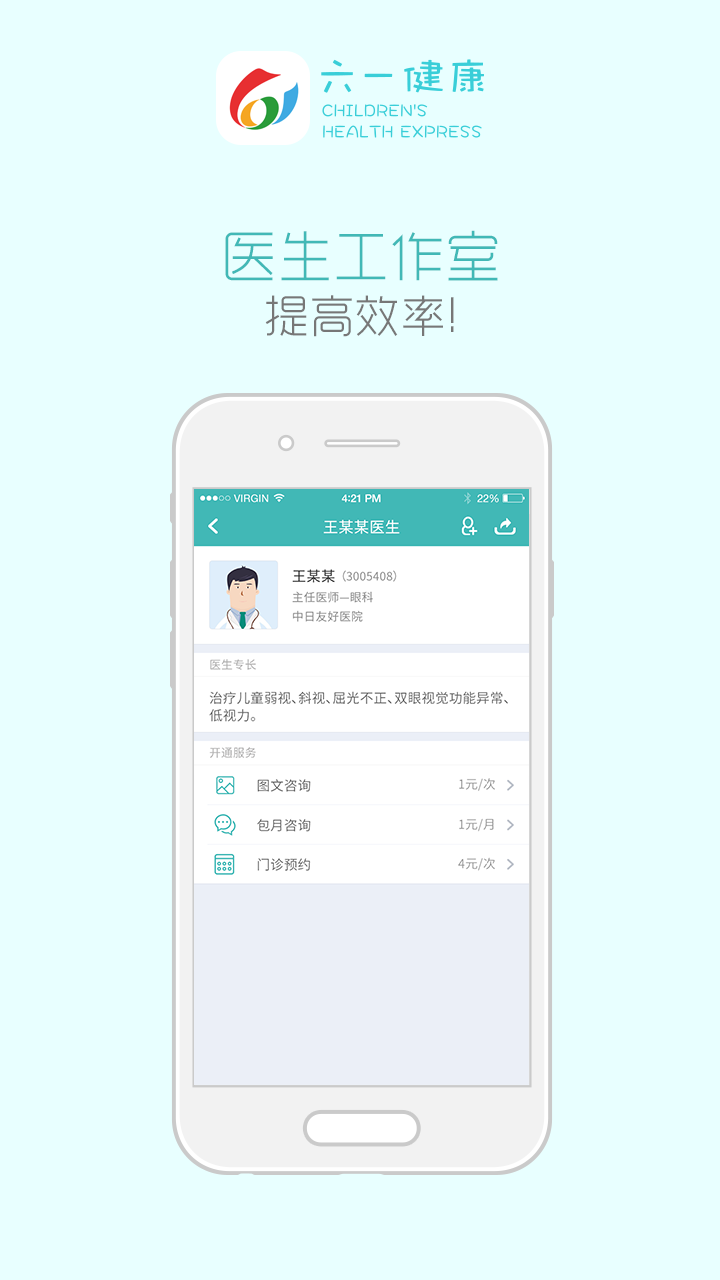 六一健康
CHILDREN'S
HEALTH EXPRESS
医生工作室
提高效率!
VIRGIN
4:21 PM
22%
王某某医生
王某某（3005408）
主任医师—眼科
中日友好医院
医生专长
治疗儿童弱视、斜视、屈光不正、双眼视觉功能异常、
低视力。
开通服务
图文咨询 1元/次
包月咨询 1元/月
门诊预约 4元/次